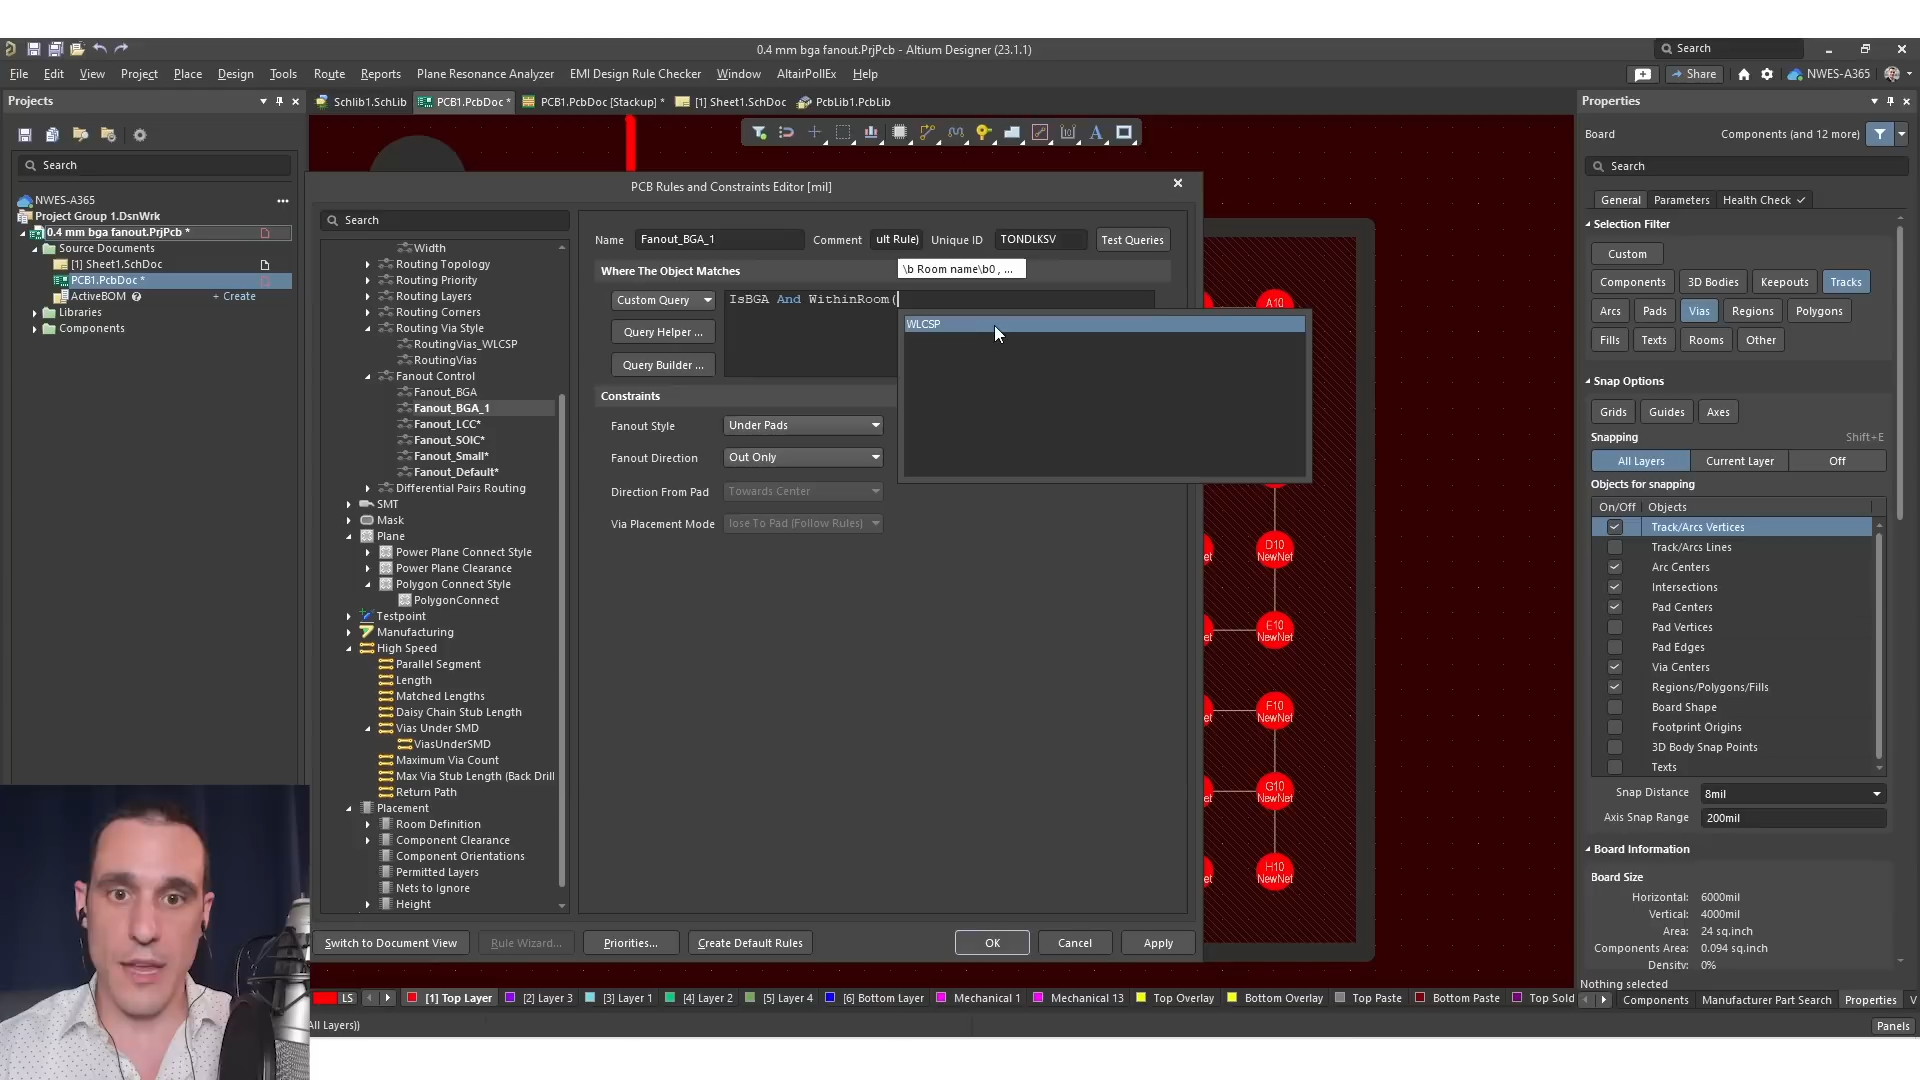 0.4 mm bga fanout.PrjPcb - Altium Designer (23.1.1)
Search
File Edit View Project Place Design Tools Route Reports Plane Resonance Analyzer EMI Design Rule Checker Window AltairPollEx Help
Share NWES-A365
Projects
Schlib1.SchLib PCB1.PcbDoc * PCB1.PcbDoc [Stackup] * [1] Sheet1.SchDoc PcbLib1.PcbLib
Search
NWES-A365
Project Group 1.DsnWrk
0.4 mm bga fanout.PrjPcb *
Source Documents
[1] Sheet1.SchDoc
PCB1.PcbDoc *
ActiveBOM + Create
Libraries
Components
PCB Rules and Constraints Editor [mil]
Search
Width
Routing Topology
Routing Priority
Routing Layers
Routing Corners
Routing Via Style
RoutingVias_WLCSP
RoutingVias
Fanout Control
Fanout_BGA
Fanout_BGA_1
Fanout_LCC*
Fanout_SOIC*
Fanout_Small*
Fanout_Default*
Differential Pairs Routing
SMT
Mask
Plane
Power Plane Connect Style
Power Plane Clearance
Polygon Connect Style
PolygonConnect
Testpoint
Manufacturing
High Speed
Parallel Segment
Length
Matched Lengths
Daisy Chain Stub Length
Vias Under SMD
ViasUnderSMD
Maximum Via Count
Max Via Stub Length (Back Drill
Return Path
Placement
Room Definition
Component Clearance
Component Orientations
Permitted Layers
Nets to Ignore
Height
Name Fanout_BGA_1 Comment ult Rule) Unique ID TONDLKSV Test Queries
Where The Object Matches
\b Room name\b0 , ...
Custom Query IsBGA And WithinRoom(
WLCSP
Query Helper ...
Query Builder ...
Constraints
Fanout Style Under Pads
Fanout Direction Out Only
Direction From Pad Towards Center
Via Placement Mode lose To Pad (Follow Rules)
Switch to Document View Rule Wizard... Priorities... Create Default Rules OK Cancel Apply
A10
D10
NewNet
E10
NewNet
F10
NewNet
G10
NewNet
H10
NewNet
et
et
et
et
et
LS [1] Top Layer [2] Layer 3 [3] Layer 1 [4] Layer 2 [5] Layer 4 [6] Bottom Layer Mechanical 1 Mechanical 13 Top Overlay Bottom Overlay Top Paste Bottom Paste Top Sold
All Layers))
Properties
Board Components (and 12 more)
Search
General Parameters Health Check
Selection Filter
Custom
Components 3D Bodies Keepouts Tracks
Arcs Pads Vias Regions Polygons
Fills Texts Rooms Other
Snap Options
Grids Guides Axes
Snapping Shift+E
All Layers Current Layer Off
Objects for snapping
On/Off Objects
Track/Arcs Vertices
Track/Arcs Lines
Arc Centers
Intersections
Pad Centers
Pad Vertices
Pad Edges
Via Centers
Regions/Polygons/Fills
Board Shape
Footprint Origins
3D Body Snap Points
Texts
Snap Distance 8mil
Axis Snap Range 200mil
Board Information
Board Size
Horizontal: 6000mil
Vertical: 4000mil
Area: 24 sq.inch
Components Area: 0.094 sq.inch
Density: 0%
Nothing selected
Components Manufacturer Part Search Properties V
Panels